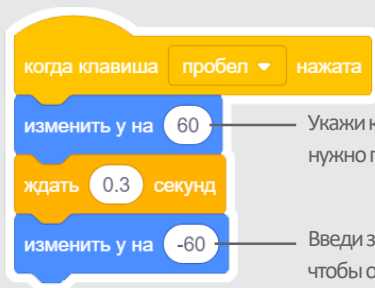 когда клавиша пробел нажата
изменить y на 60
Укажи
нужно
ждать 0.3 секунд
изменить y на -60
Введи
чтобы